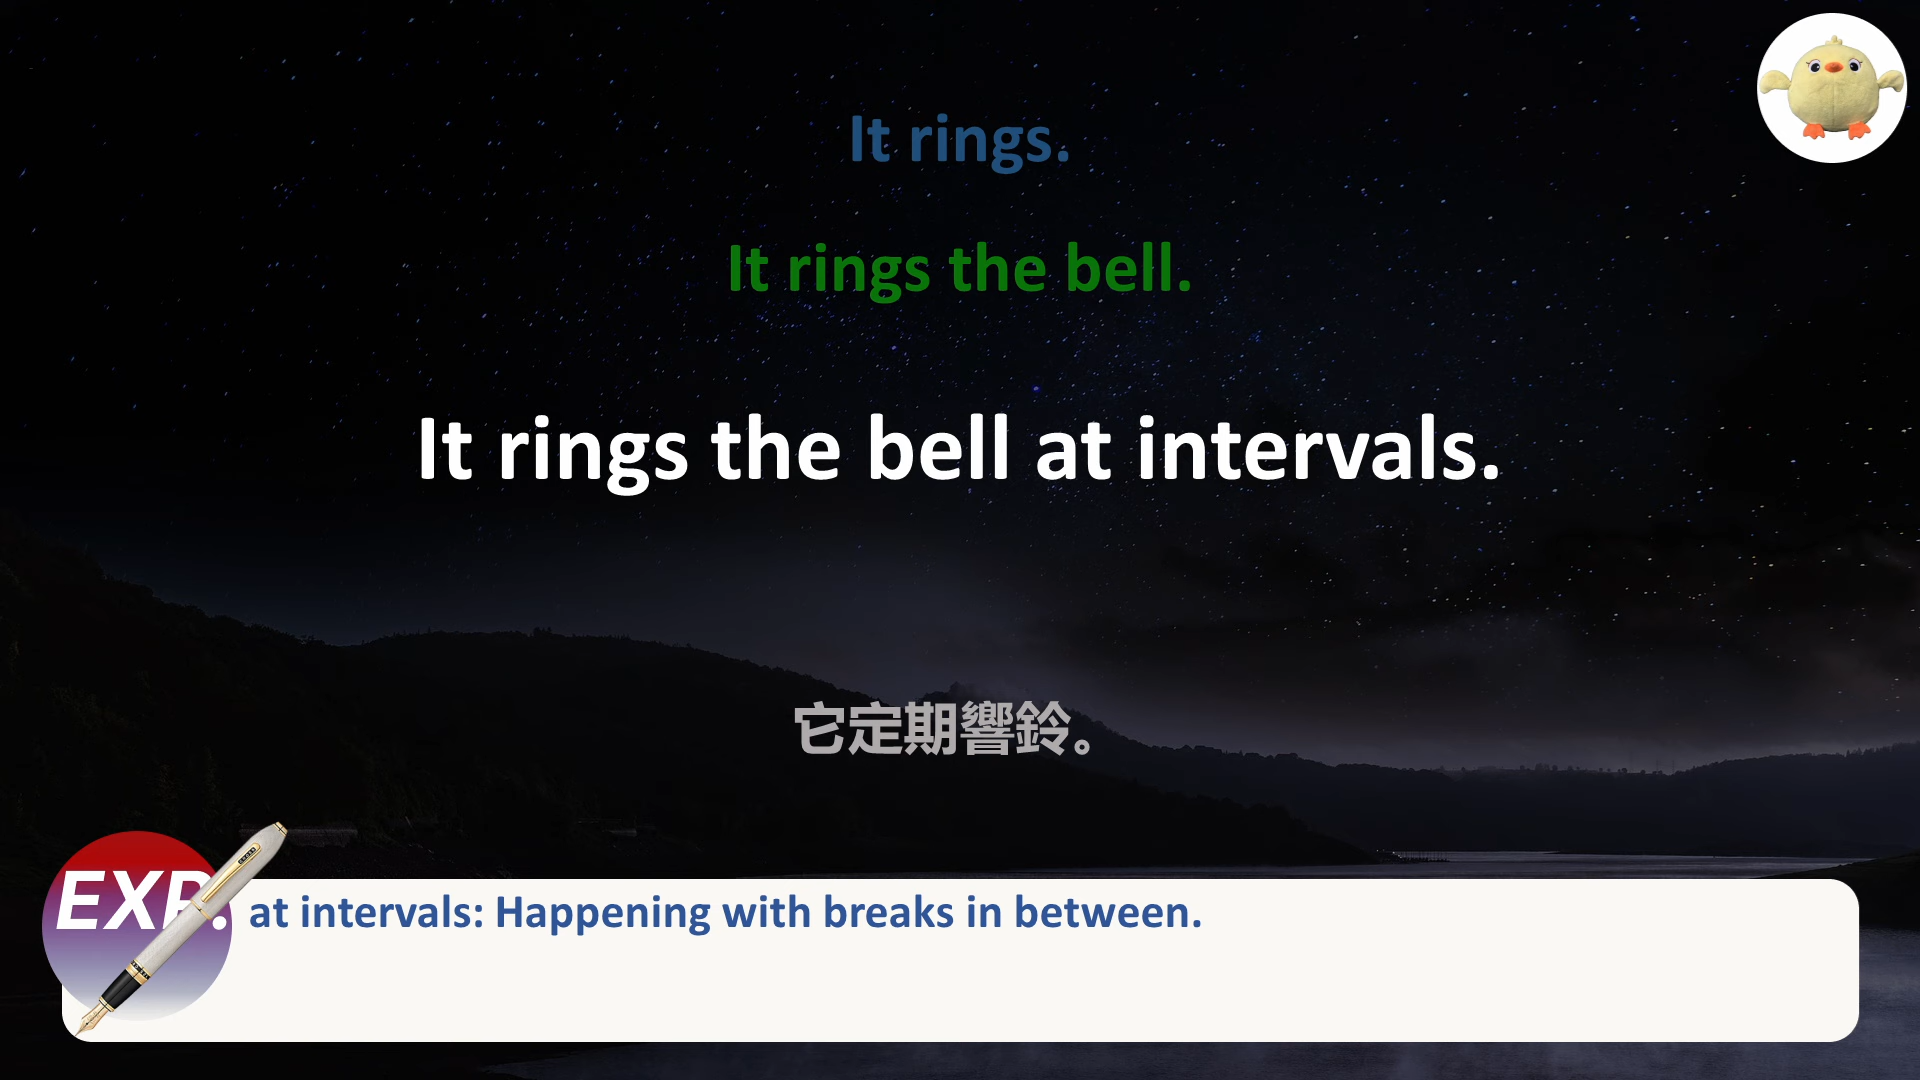 It rings.
It rings the bell.
It rings the bell at intervals.
它定期響鈴。
EXP.
at intervals: Happening with breaks in between.